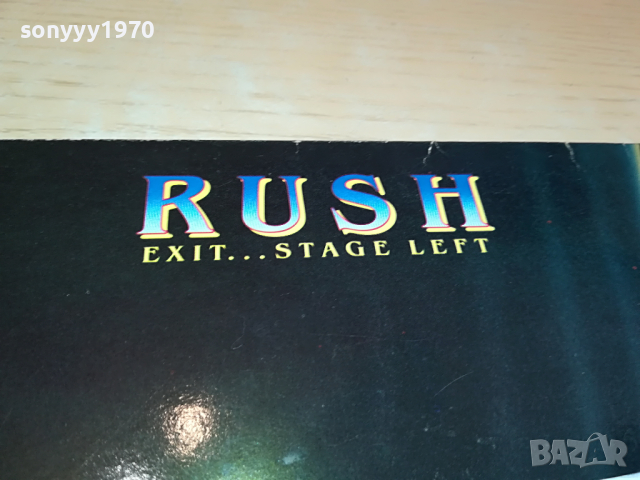 sonyyy1970
RUSH
EXIT...STAGE LEFT
BAZAR